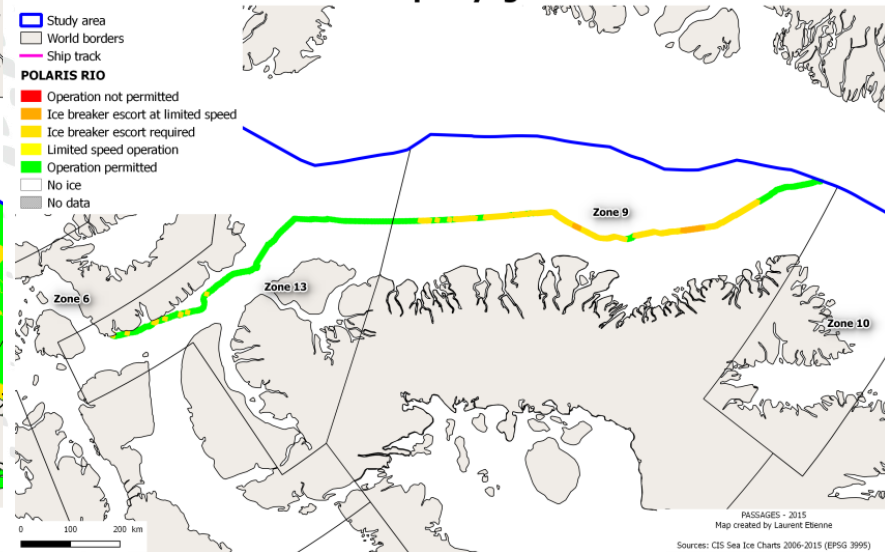 Study area
World borders
Ship track
POLARIS RIO
Operation not permitted
Ice breaker escort at limited speed
Ice breaker escort required
Limited speed operation
Operation permitted
No ice
No data
Zone 9
Zone 6
Zone 13
Zone 10
0 100 200 km
PASSAGES - 2015
Map created by Laurent Etienne
Sources: CIS Sea Ice Charts 2006-2015 (EPSG 3995)